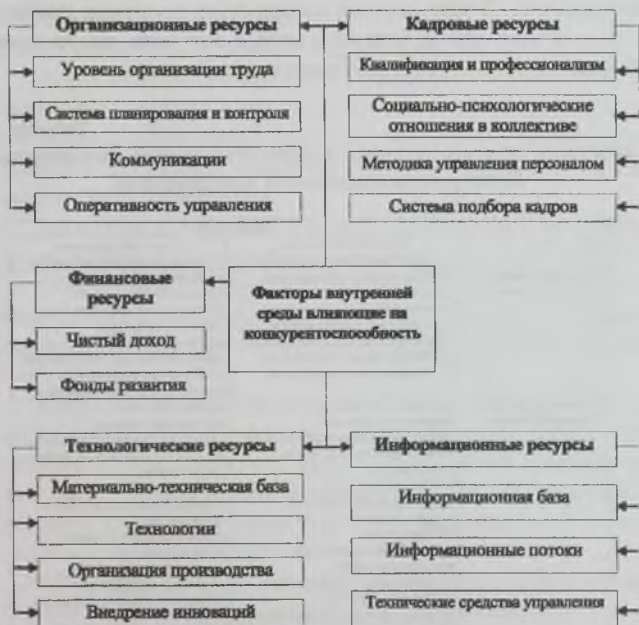 Организационные ресурсы
Уровень организации труда
Система планирования и контроля
Коммуникации
Оперативность управления
Кадровые ресурсы
Квалификация и профессионализм
Социально-психологические
отношения в коллективе
Методика управления персоналом
Система подбора кадров
Финансовые
ресурсы
Чистый доход
Фонды развития
Факторы внутренней
среды влияющие на
конкурентоспособность
Технологические ресурсы
Материально-техническая база
Технологии
Организация производства
Внедрение инноваций
Информационные ресурсы
Информационная база
Информационные потоки
Технические средства управления